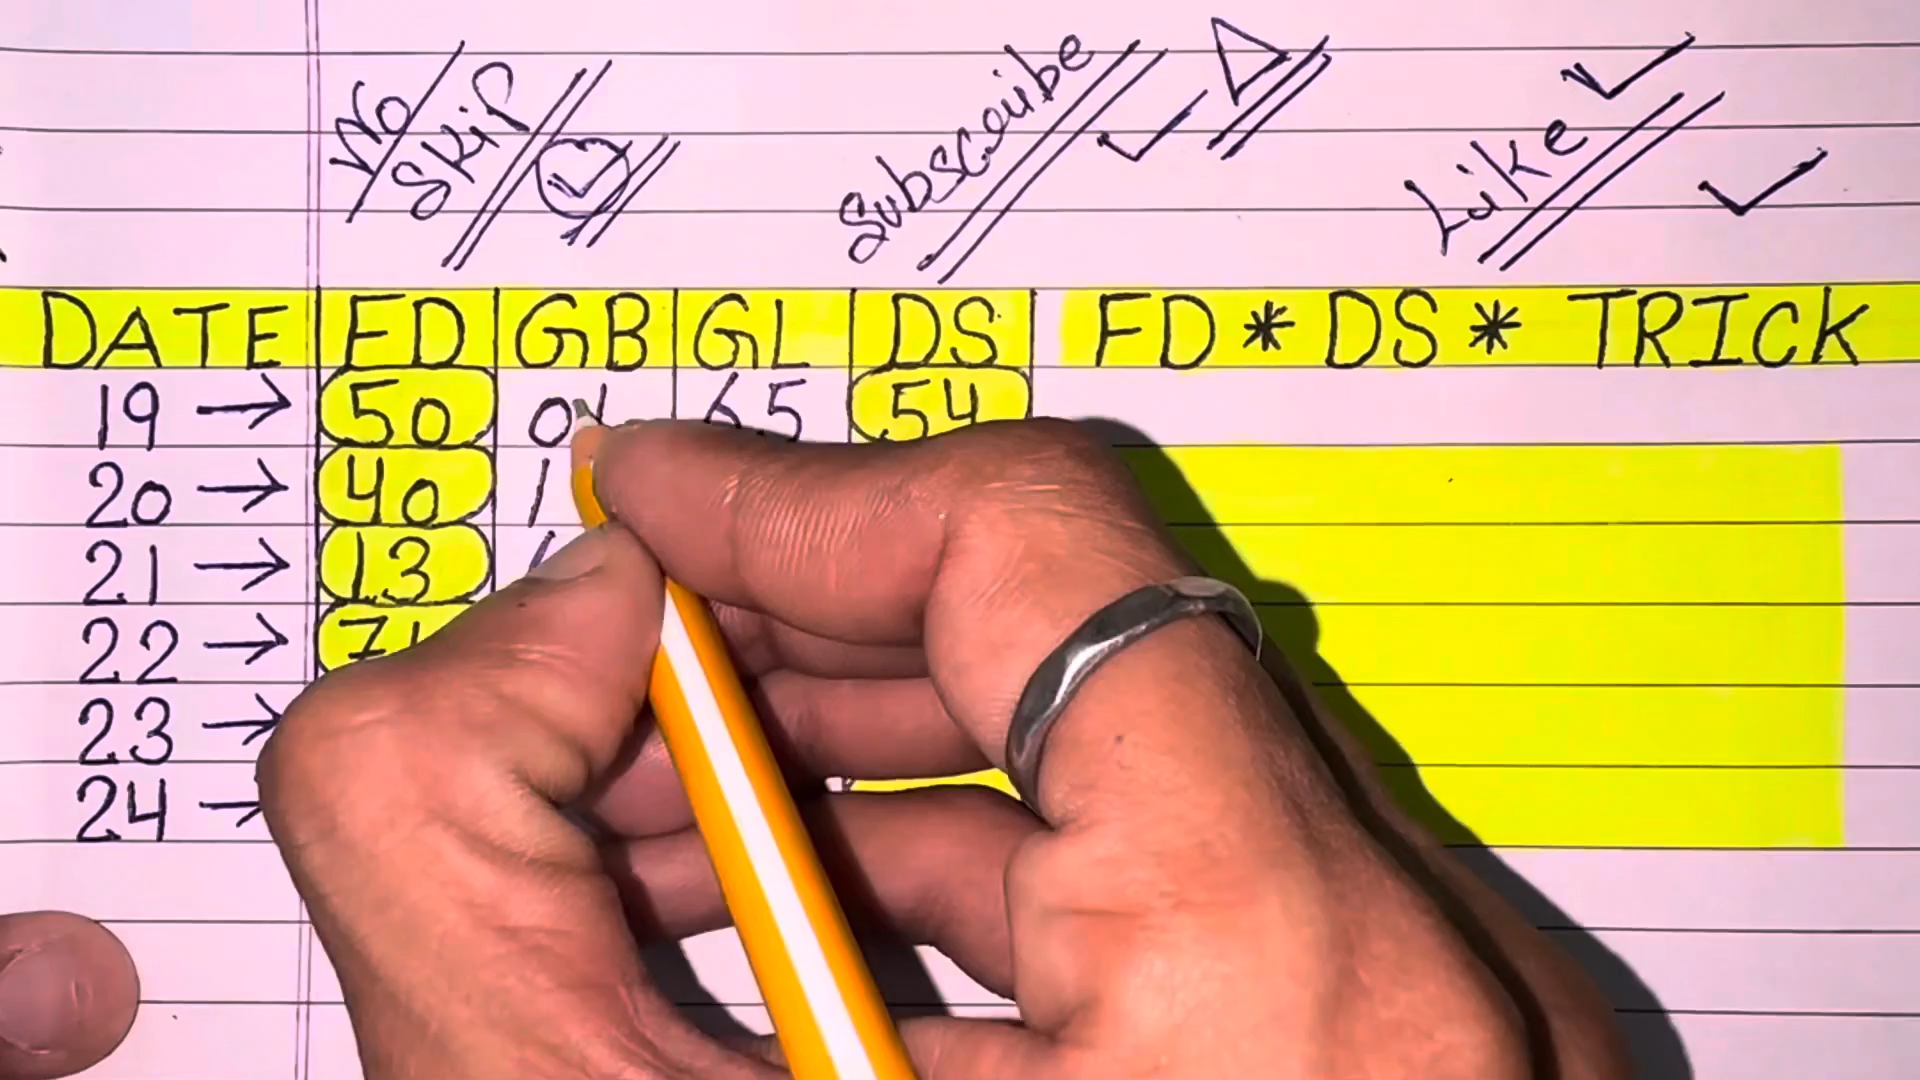 No
Skip
Subscribe
Like
DATE FD GB GL DS FD * DS * TRICK
19 → 50 01 65 54
20 → 40
21 → 13
22 →
23 →
24 →